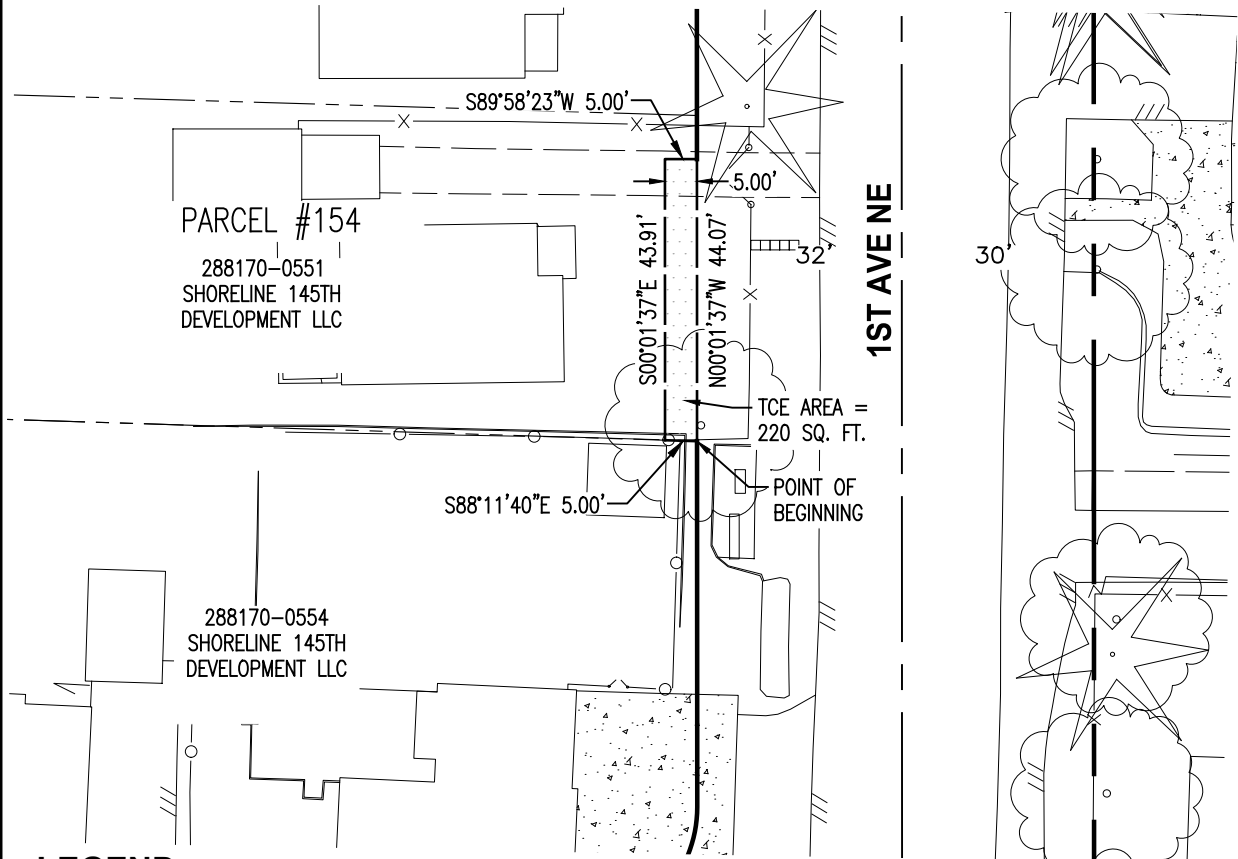 S89°58'23"W 5.00'
5.00'
PARCEL #154
288170-0551
SHORELINE 145TH
DEVELOPMENT LLC
S00°01'37"E 43.91'
N00°01'37"W 44.07'
32'
1ST AVE NE
30'
TCE AREA =
220 SQ. FT.
S88°11'40"E 5.00'
POINT OF
BEGINNING
288170-0554
SHORELINE 145TH
DEVELOPMENT LLC
LEGEND